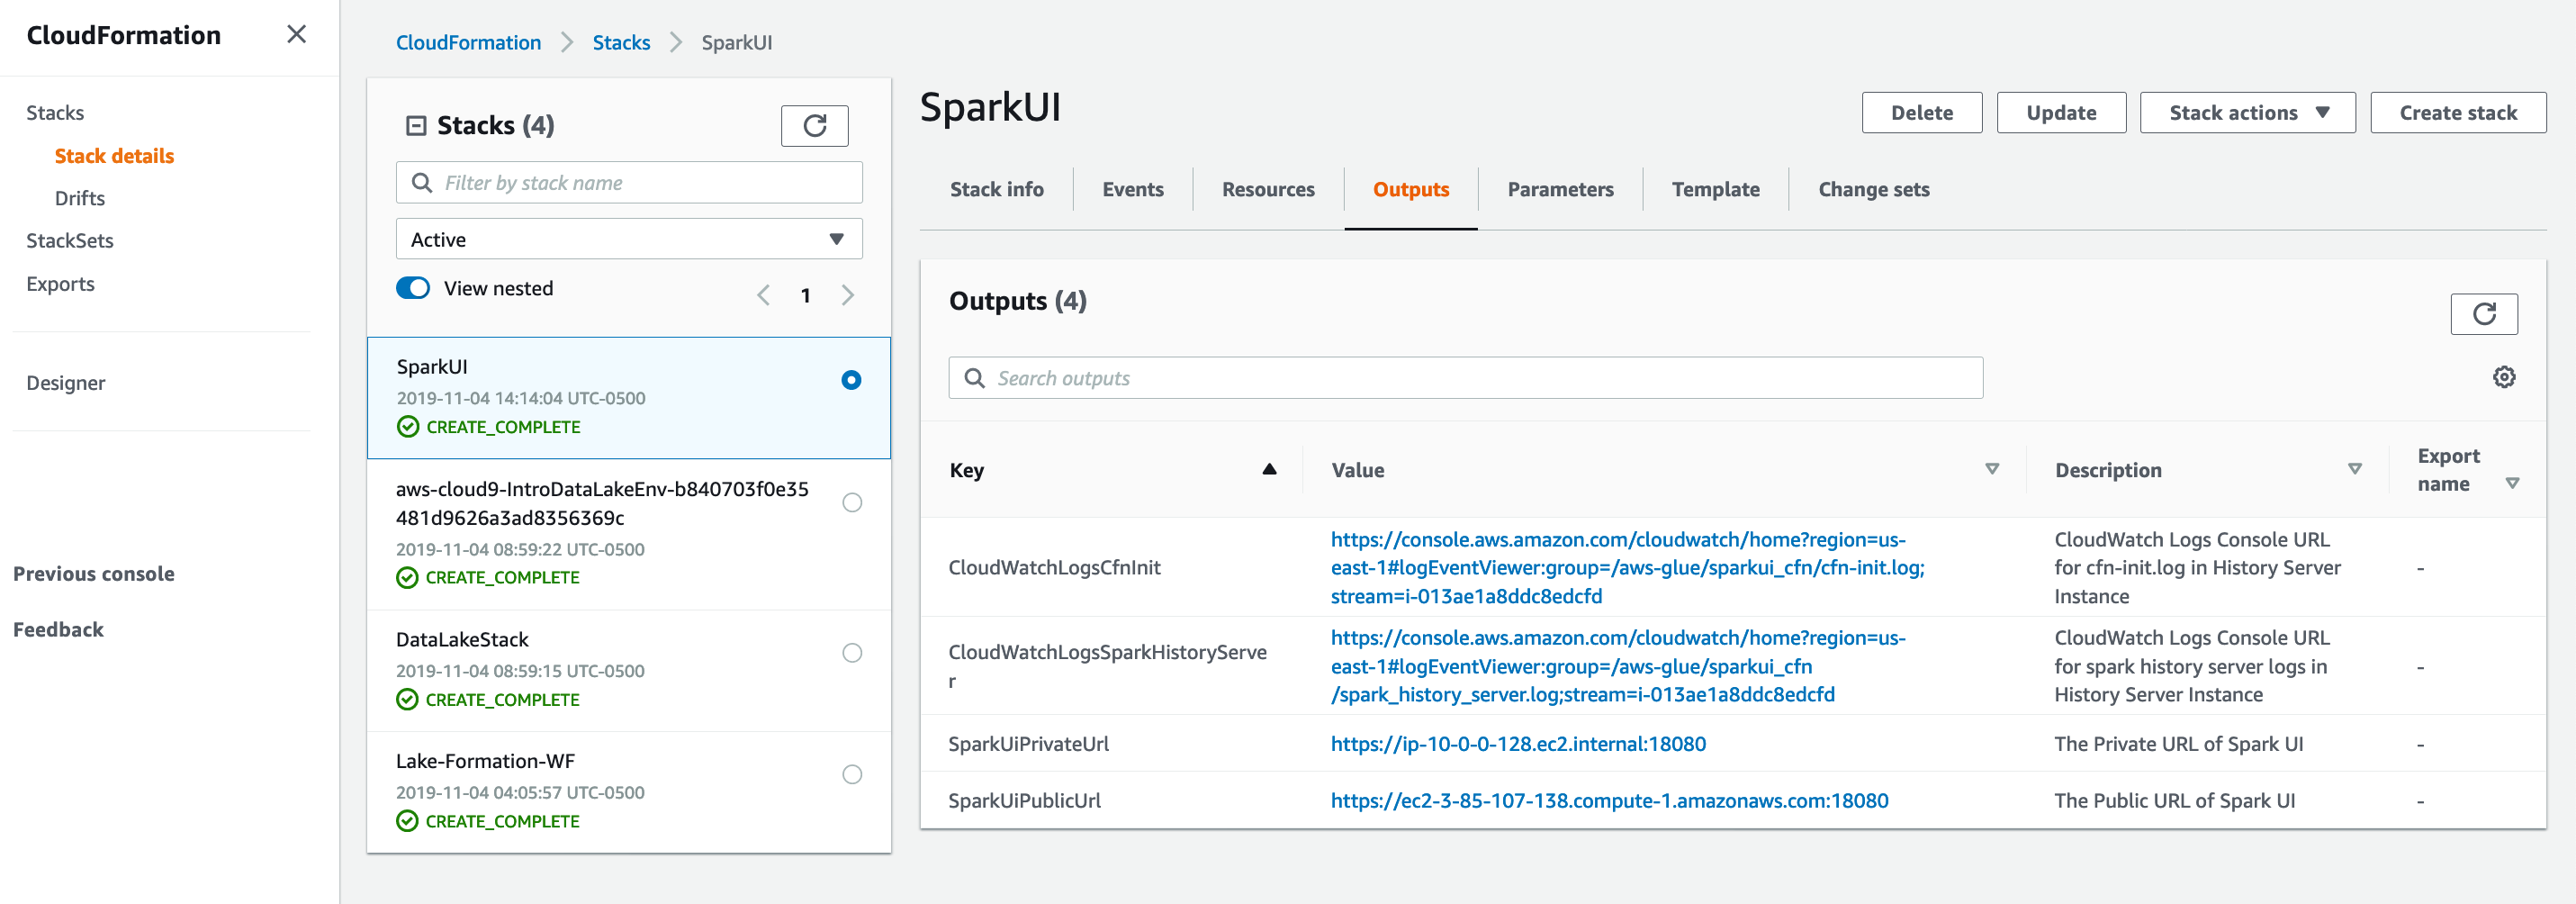 CloudFormation
Stacks
Stack details
Drifts
StackSets
Exports
Designer
Previous console
Feedback
CloudFormation
Stacks
SparkUI
Stacks (4)
Filter by stack name
Active
View nested
1
SparkUI
2019-11-04 14:14:04 UTC-0500
CREATE_COMPLETE
aws-cloud9-IntroDataLakeEnv-b840703f0e35
481d9626a3ad8356369c
2019-11-04 08:59:22 UTC-0500
CREATE_COMPLETE
DataLakeStack
2019-11-04 08:59:15 UTC-0500
CREATE_COMPLETE
Lake-Formation-WF
2019-11-04 04:05:57 UTC-0500
CREATE_COMPLETE
SparkUI
Delete
Update
Stack actions
Create stack
Stack info
Events
Resources
Outputs
Parameters
Template
Change sets
Outputs (4)
Search outputs
Key
Value
Description
Export
name
CloudWatchLogsCfnInit
https://console.aws.amazon.com/cloudwatch/home?region=us-
east-1#logEventViewer:group=/aws-glue/sparkui_cfn/cfn-init.log;
stream=i-013ae1a8ddc8edcfd
CloudWatch Logs Console URL
for cfn-init.log in History Server
Instance
-
CloudWatchLogsSparkHistoryServe
r
https://console.aws.amazon.com/cloudwatch/home?region=us-
east-1#logEventViewer:group=/aws-glue/sparkui_cfn
/spark_history_server.log;stream=i-013ae1a8ddc8edcfd
CloudWatch Logs Console URL
for spark history server logs in
History Server Instance
-
SparkUiPrivateUrl
https://ip-10-0-0-128.ec2.internal:18080
The Private URL of Spark UI
-
SparkUiPublicUrl
https://ec2-3-85-107-138.compute-1.amazonaws.com:18080
The Public URL of Spark UI
-